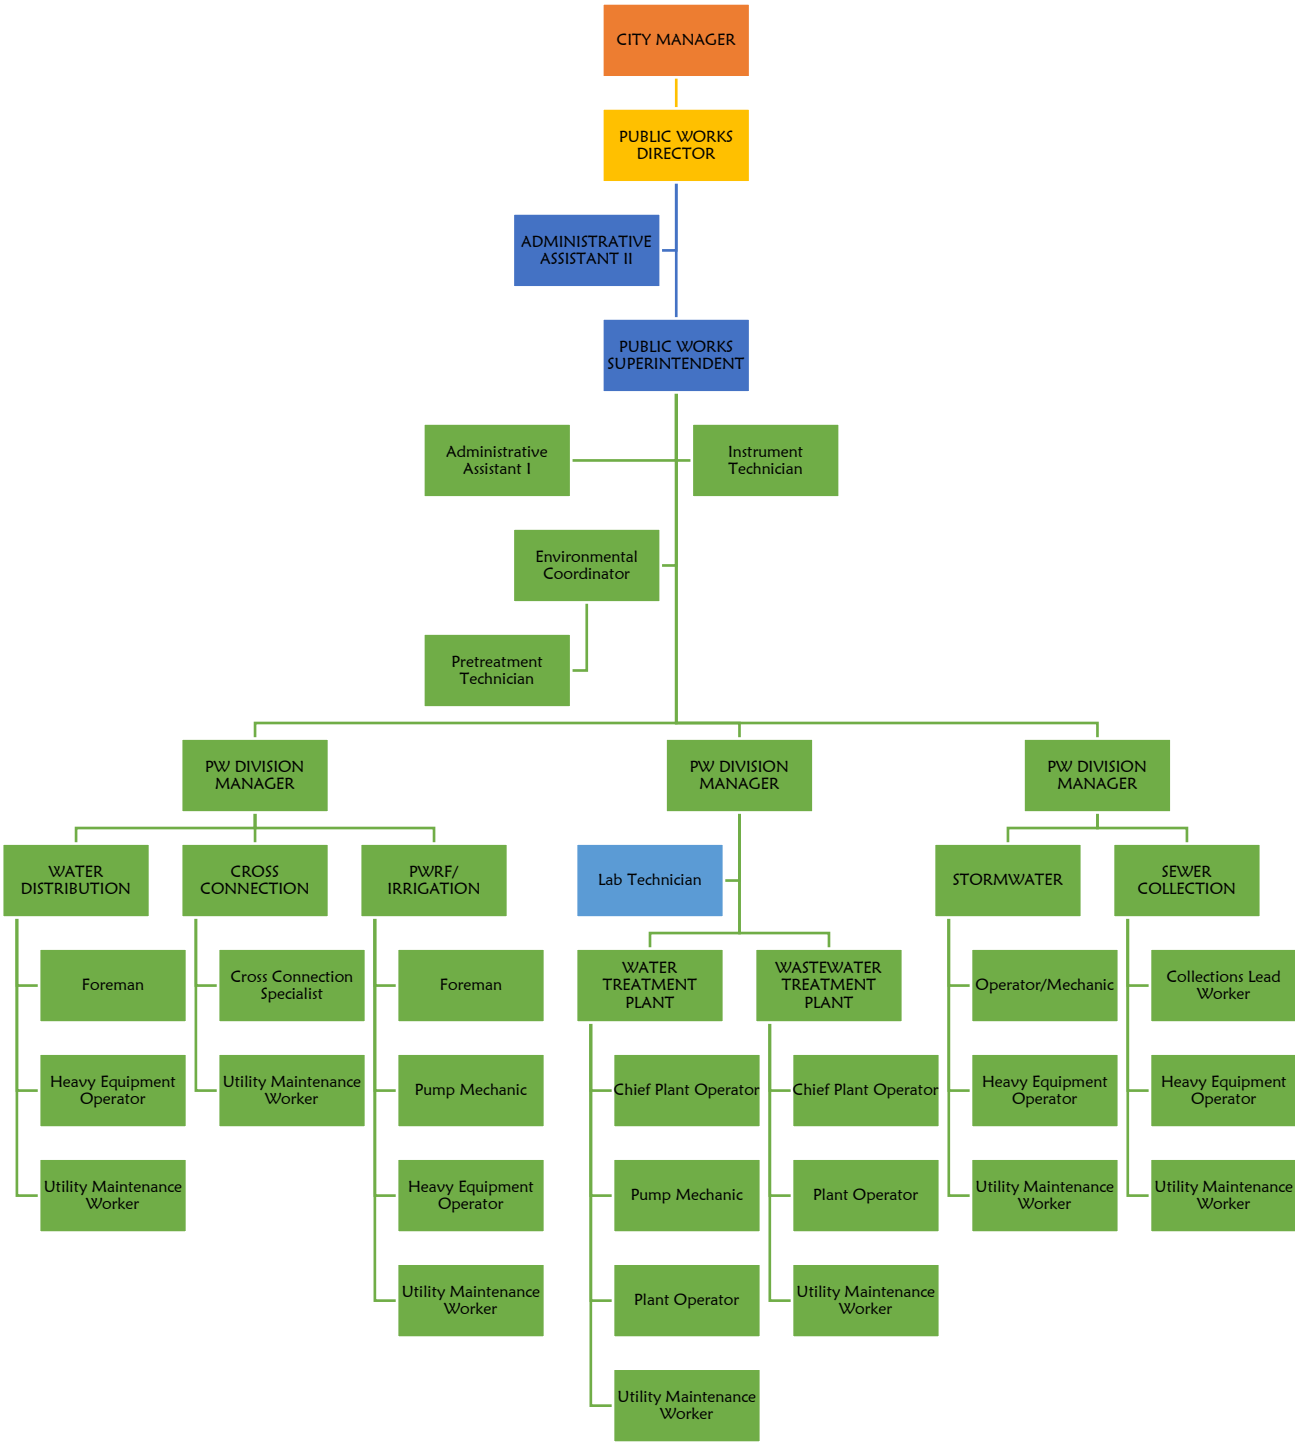 CITY MANAGER
PUBLIC WORKS
DIRECTOR
ADMINISTRATIVE
ASSISTANT II
PUBLIC WORKS
SUPERINTENDENT
Administrative
Assistant I
Instrument
Technician
Environmental
Coordinator
Pretreatment
Technician
PW DIVISION
MANAGER
PW DIVISION
MANAGER
PW DIVISION
MANAGER
WATER
DISTRIBUTION
CROSS
CONNECTION
PWRF/
IRRIGATION
Lab Technician
STORMWATER
SEWER
COLLECTION
Foreman
Cross Connection
Specialist
Foreman
WATER
TREATMENT
PLANT
WASTEWATER
TREATMENT
PLANT
Operator/Mechanic
Collections Lead
Worker
Heavy Equipment
Operator
Utility Maintenance
Worker
Pump Mechanic
Chief Plant Operator
Chief Plant Operator
Heavy Equipment
Operator
Heavy Equipment
Operator
Utility Maintenance
Worker
Heavy Equipment
Operator
Pump Mechanic
Plant Operator
Utility Maintenance
Worker
Utility Maintenance
Worker
Utility Maintenance
Worker
Plant Operator
Utility Maintenance
Worker
Utility Maintenance
Worker